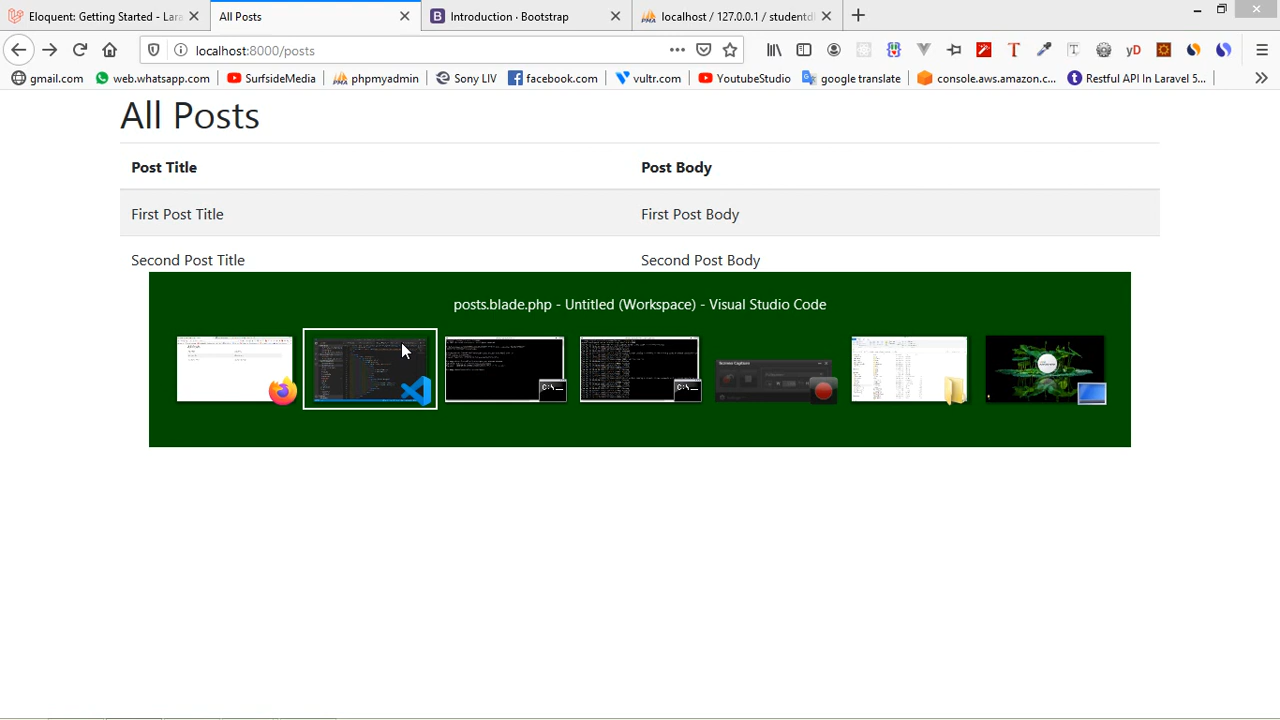 Eloquent: Getting Started - Lara
All Posts
Introduction · Bootstrap
localhost / 127.0.0.1 / studentd
localhost:8000/posts
gmail.com
web.whatsapp.com
SurfsideMedia
phpmyadmin
Sony LIV
facebook.com
vultr.com
YoutubeStudio
google translate
console.aws.amazon.c...
Restful API In Laravel 5...
All Posts
Post Title Post Body
First Post Title First Post Body
Second Post Title Second Post Body
posts.blade.php - Untitled (Workspace) - Visual Studio Code